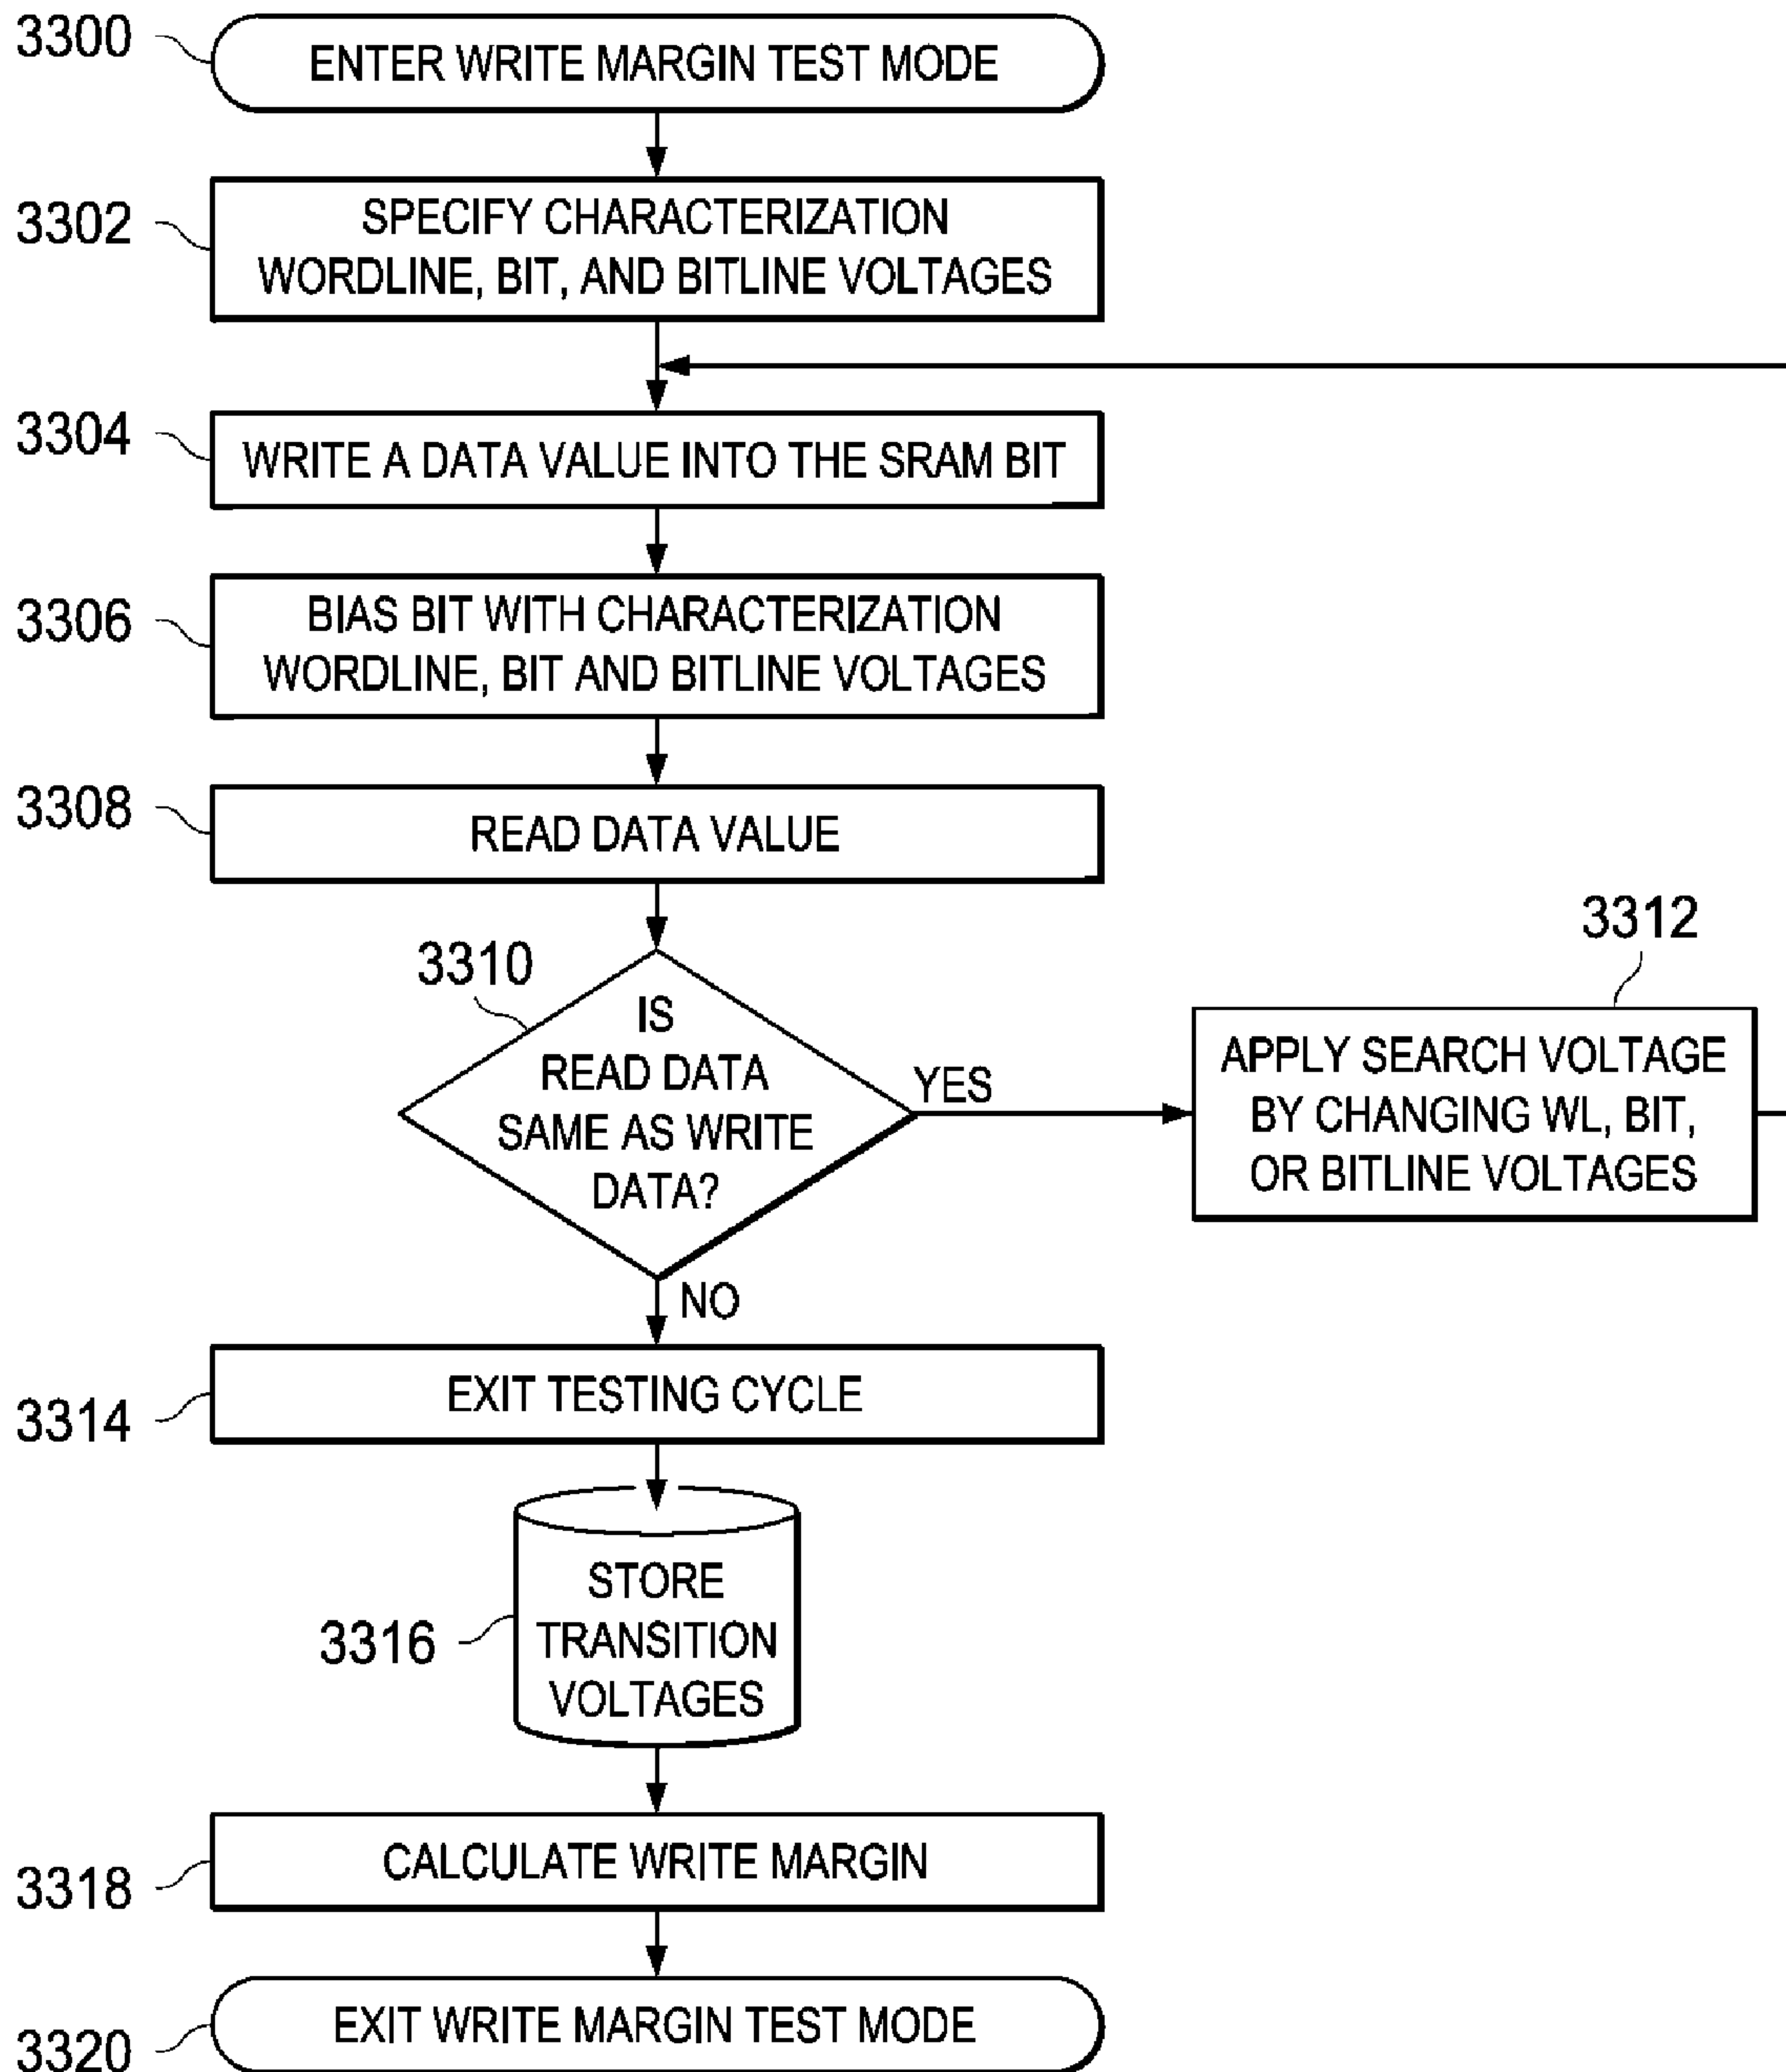 3300
ENTER WRITE MARGIN TEST MODE
3302
SPECIFY CHARACTERIZATION
WORDLINE, BIT, AND BITLINE VOLTAGES
3304
WRITE A DATA VALUE INTO THE SRAM BIT
3306
BIAS BIT WITH CHARACTERIZATION
WORDLINE, BIT AND BITLINE VOLTAGES
3308
READ DATA VALUE
3310
IS
READ DATA
SAME AS WRITE
DATA?
YES
3312
APPLY SEARCH VOLTAGE
BY CHANGING WL, BIT,
OR BITLINE VOLTAGES
NO
3314
EXIT TESTING CYCLE
3316
STORE
TRANSITION
VOLTAGES
3318
CALCULATE WRITE MARGIN
3320
EXIT WRITE MARGIN TEST MODE